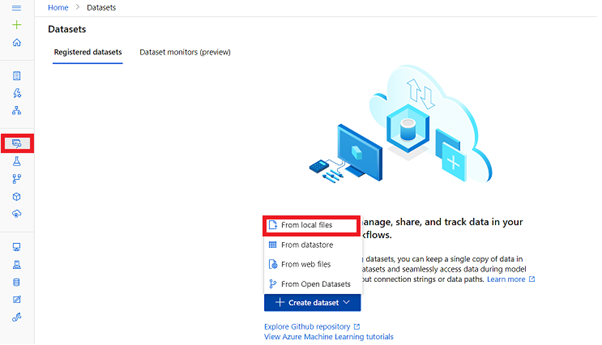 Home > Datasets
Datasets
Registered datasets Dataset monitors (preview)
From local files
anage, share, and track data in your
kflows.
From datastore
From web files
From Open Datasets
g datasets, you can keep a single copy of data in
atasets and seamlessly access data during model
out connection strings or data paths. Learn more
Create dataset
Explore Github repository
View Azure Machine Learning tutorials